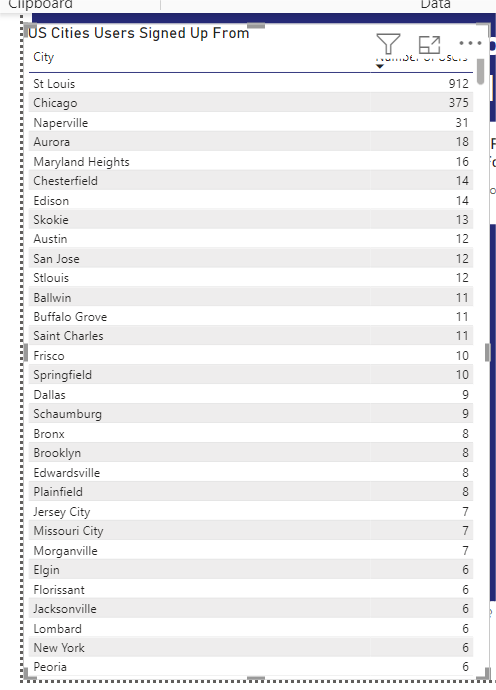 Clipboard Data
US Cities Users Signed Up From
City Number of Users
St Louis 912
Chicago 375
Naperville 31
Aurora 18
Maryland Heights 16
Chesterfield 14
Edison 14
Skokie 13
Austin 12
San Jose 12
Stlouis 12
Ballwin 11
Buffalo Grove 11
Saint Charles 11
Frisco 10
Springfield 10
Dallas 9
Schaumburg 9
Bronx 8
Brooklyn 8
Edwardsville 8
Plainfield 8
Jersey City 7
Missouri City 7
Morganville 7
Elgin 6
Florissant 6
Jacksonville 6
Lombard 6
New York 6
Peoria 6